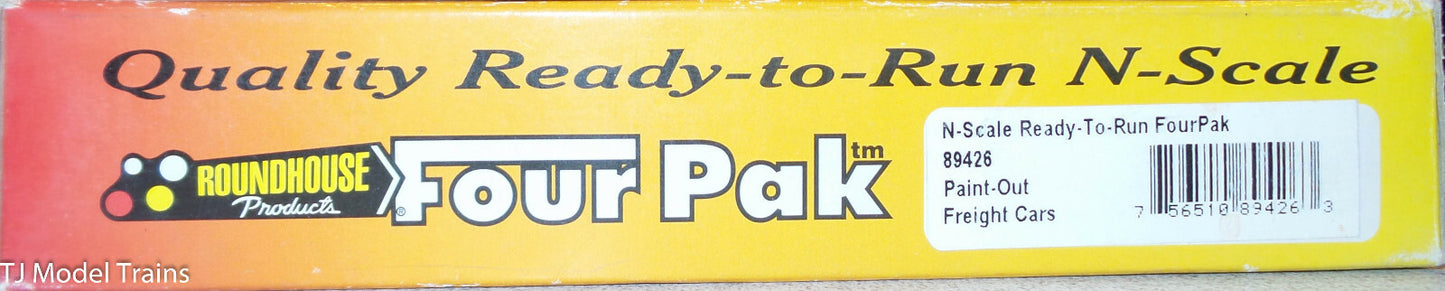 Quality Ready-to-Run N-Scale
ROUNDHOUSE
Products
®
Four Pak tm
N-Scale Ready-To-Run FourPak
89426
Paint-Out
Freight Cars
7 56510 89426 3
TJ Model Trains